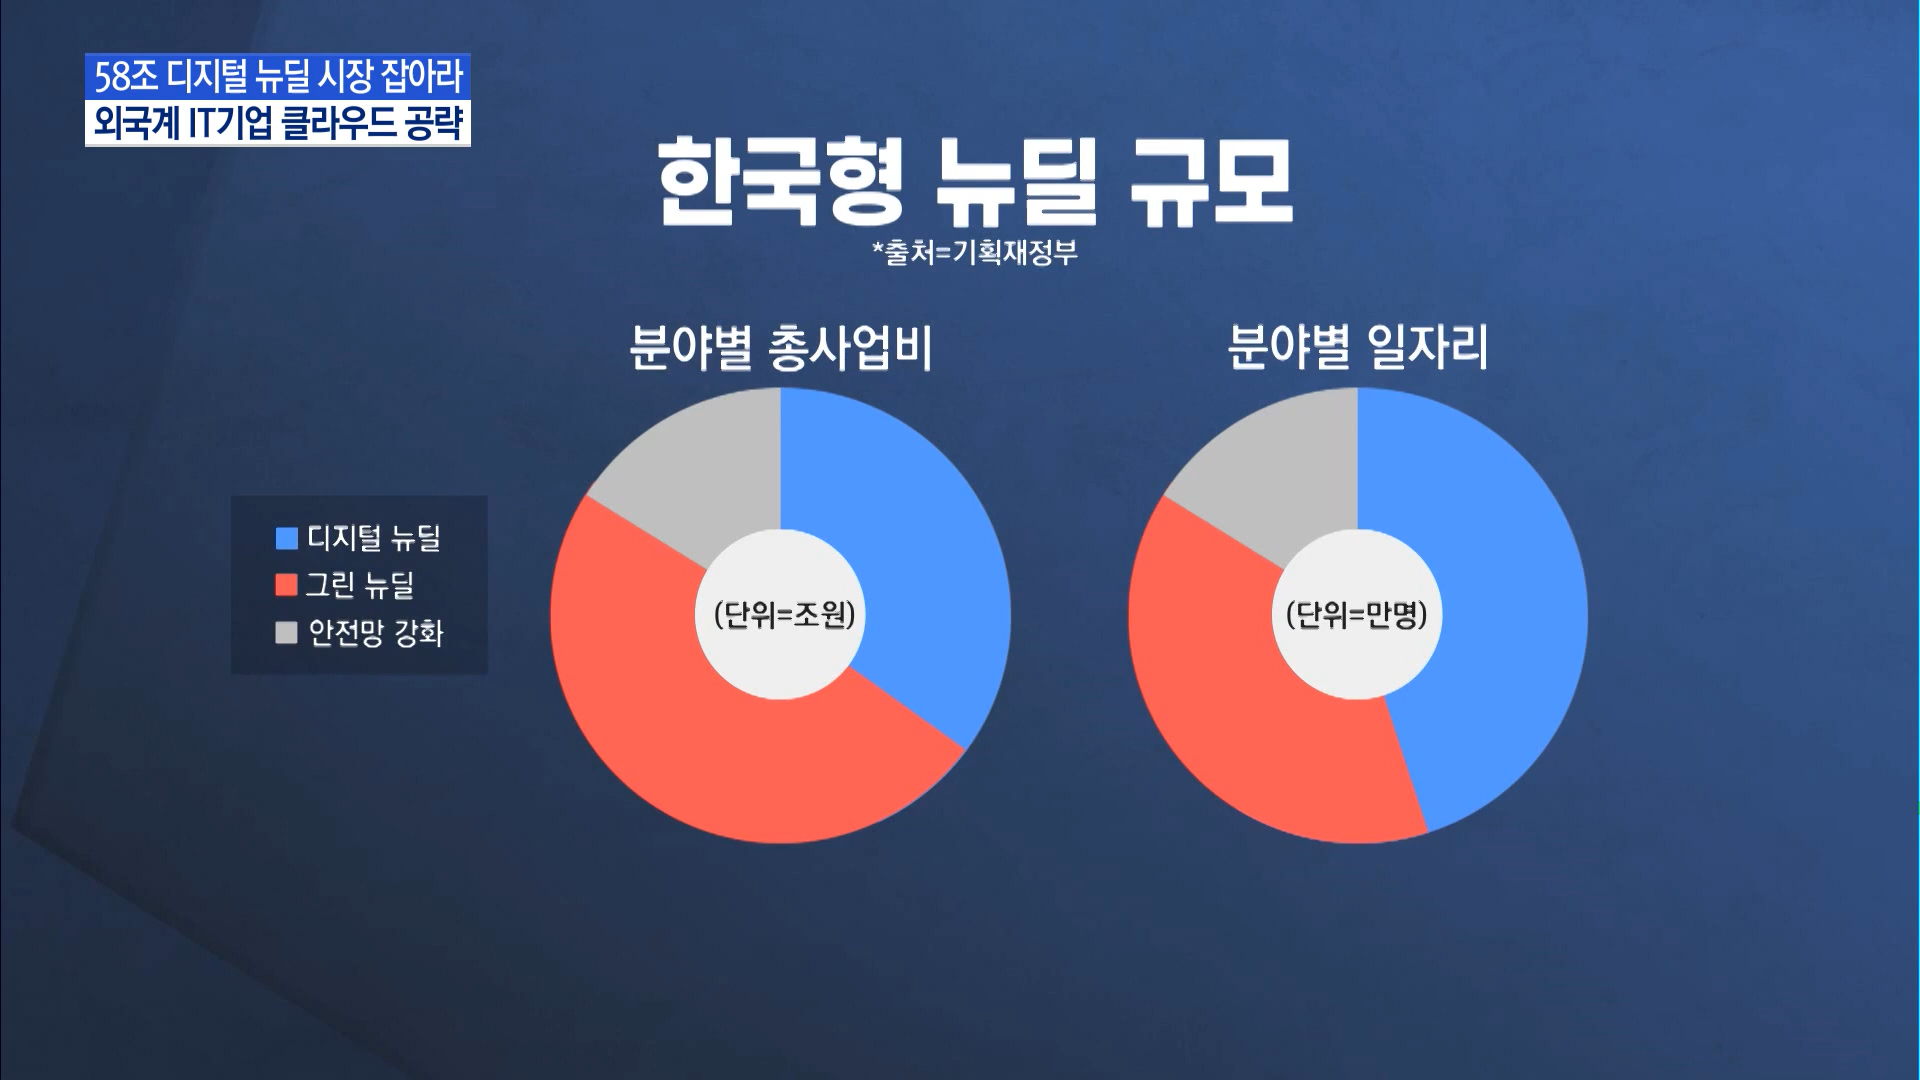 58조 디지털 뉴딜 시장 잡아라
외국계 IT기업 클라우드 공략
한국형 뉴딜 규모
*출처=기획재정부
분야별 총사업비
분야별 일자리
디지털 뉴딜
그린 뉴딜
안전망 강화
(단위=조원)
(단위=만명)